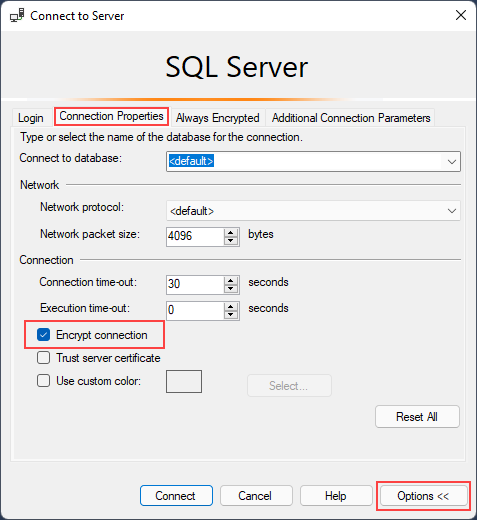 Connect to Server
SQL Server
Login Connection Properties Always Encrypted Additional Connection Parameters
Type or select the name of the database for the connection.
Connect to database: <default>
Network
Network protocol: <default>
Network packet size: 4096 bytes
Connection
Connection time-out: 30 seconds
Execution time-out: 0 seconds
Encrypt connection
Trust server certificate
Use custom color: Select...
Reset All
Connect Cancel Help Options <<